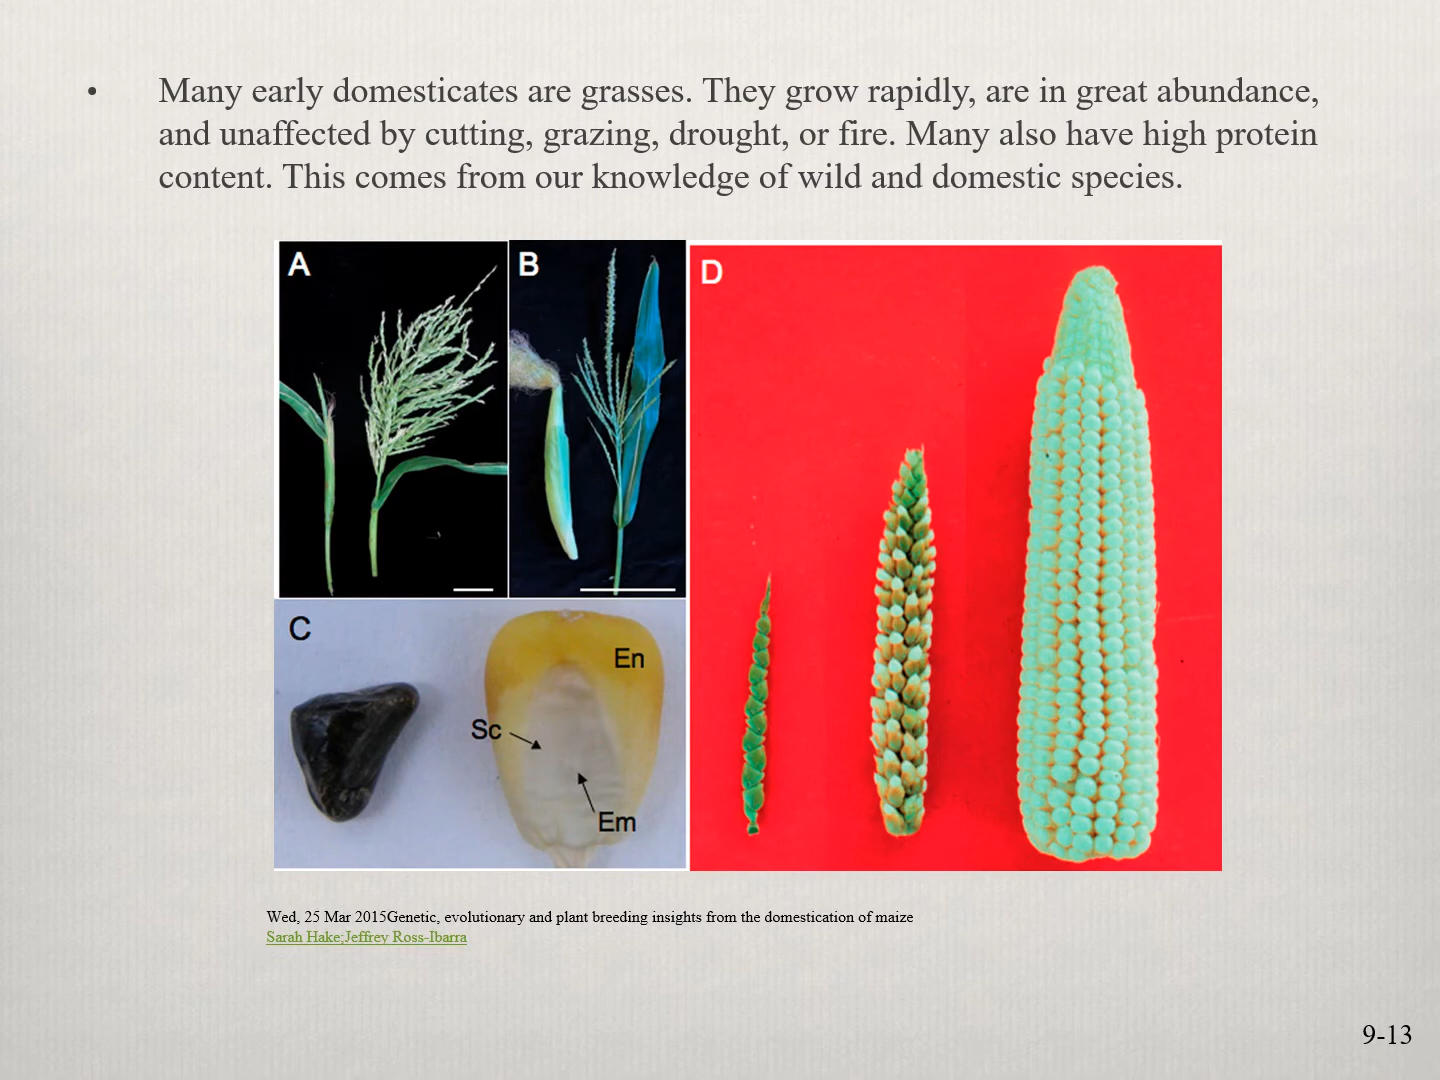 • Many early domesticates are grasses. They grow rapidly, are in great abundance,
and unaffected by cutting, grazing, drought, or fire. Many also have high protein
content. This comes from our knowledge of wild and domestic species.
A
B
D
C
En
Sc
Em
Wed, 25 Mar 2015Genetic, evolutionary and plant breeding insights from the domestication of maize
Sarah Hake;Jeffrey Ross-Ibarra
9-13